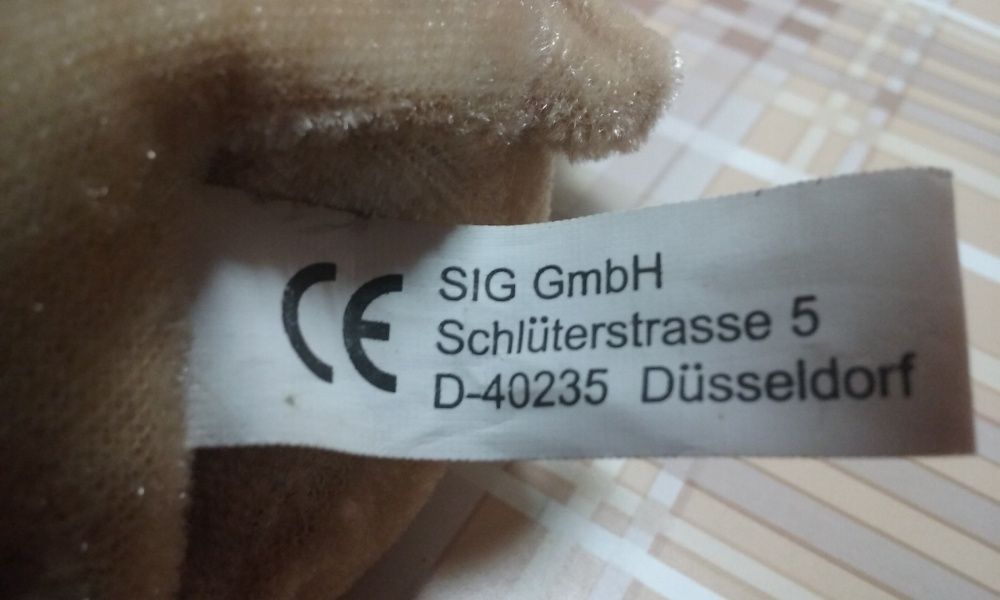 CE
SIG GmbH
Schlüterstrasse 5
D-40235 Düsseldorf